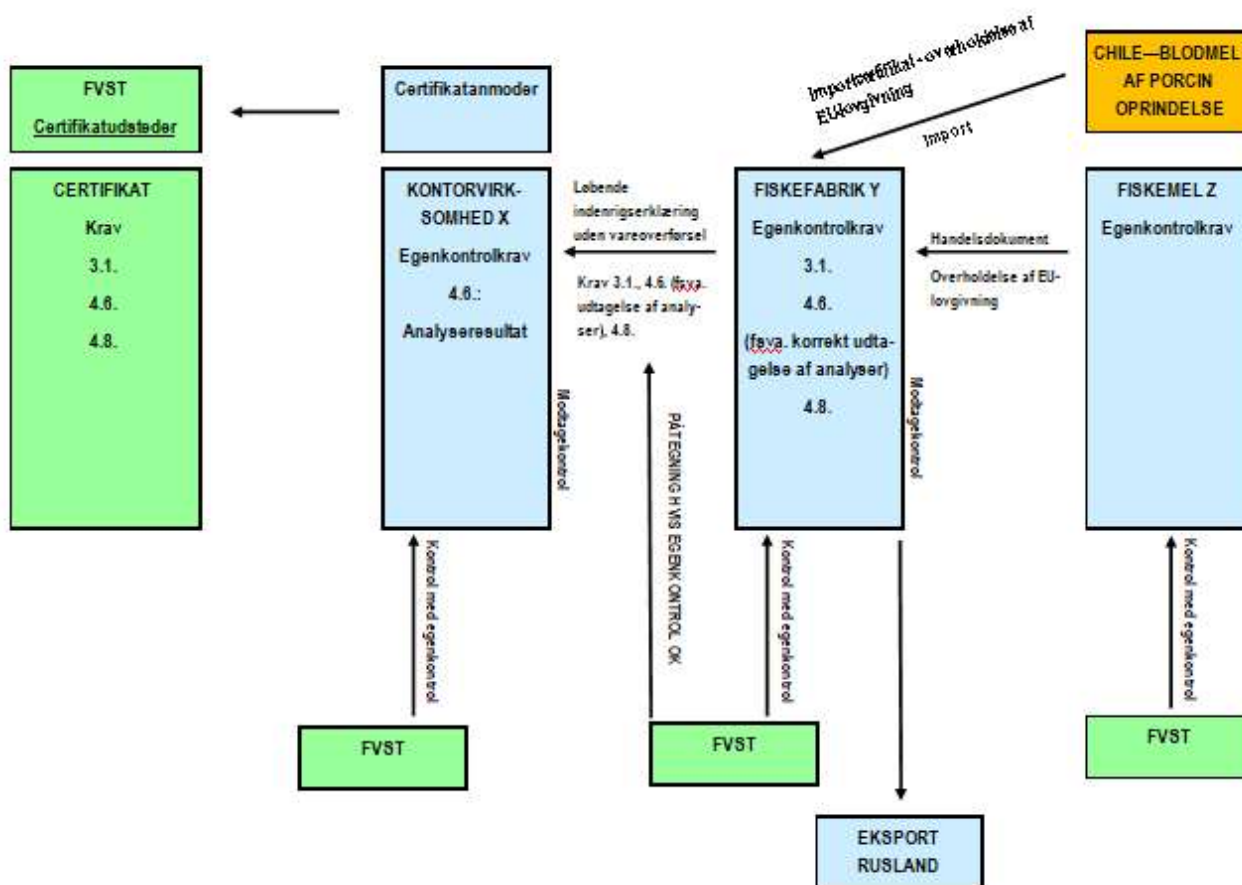 FVST
Certifikatudsteder
Certifikatanmoder
Importcertifikat - overholdelse af
EU-lovgivning
Import
CHILE—BLODMEL
AF PORCIN
OPRINDELSE
CERTIFIKAT
Krav
3.1.
4.6.
4.8.
KONTORVIRK-
SOMHED X
Egenkontrolkrav
4.6.:
Analyseresultat
Modtagekontrol
Løbende
indenrigserklæring
uden vareoverførsel
Krav 3.1., 4.6. (fsva.
udtagelse af analy-
ser), 4.8.
FISKEFABRIK Y
Egenkontrolkrav
3.1.
4.6.
(fsva. korrekt udta-
gelse af analyser)
4.8.
Modtagekontrol
Handelsdokument
Overholdelse af EU-
lovgivning
FISKEMEL Z
Egenkontrolkrav
Kontrol med egenkontrol
PÅTEGNING HVIS EGENKONTROL OK
Kontrol med egenkontrol
Kontrol med egenkontrol
FVST
FVST
FVST
EKSPORT
RUSLAND